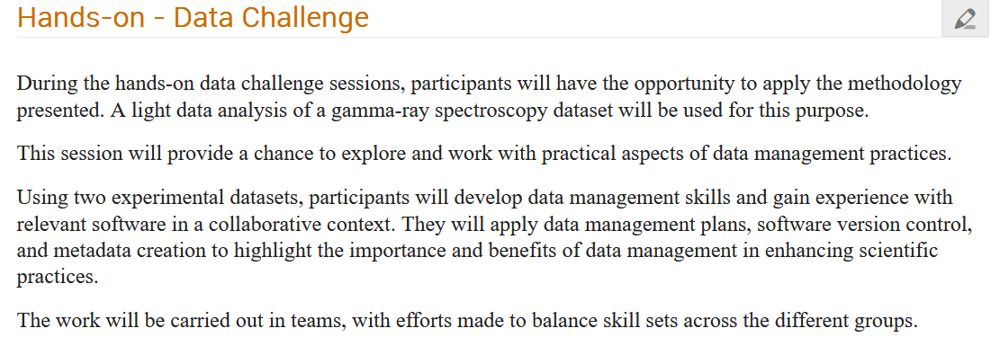 Hands-on - Data Challenge
During the hands-on data challenge sessions, participants will have the opportunity to apply the methodology
presented. A light data analysis of a gamma-ray spectroscopy dataset will be used for this purpose.
This session will provide a chance to explore and work with practical aspects of data management practices.
Using two experimental datasets, participants will develop data management skills and gain experience with
relevant software in a collaborative context. They will apply data management plans, software version control,
and metadata creation to highlight the importance and benefits of data management in enhancing scientific
practices.
The work will be carried out in teams, with efforts made to balance skill sets across the different groups.